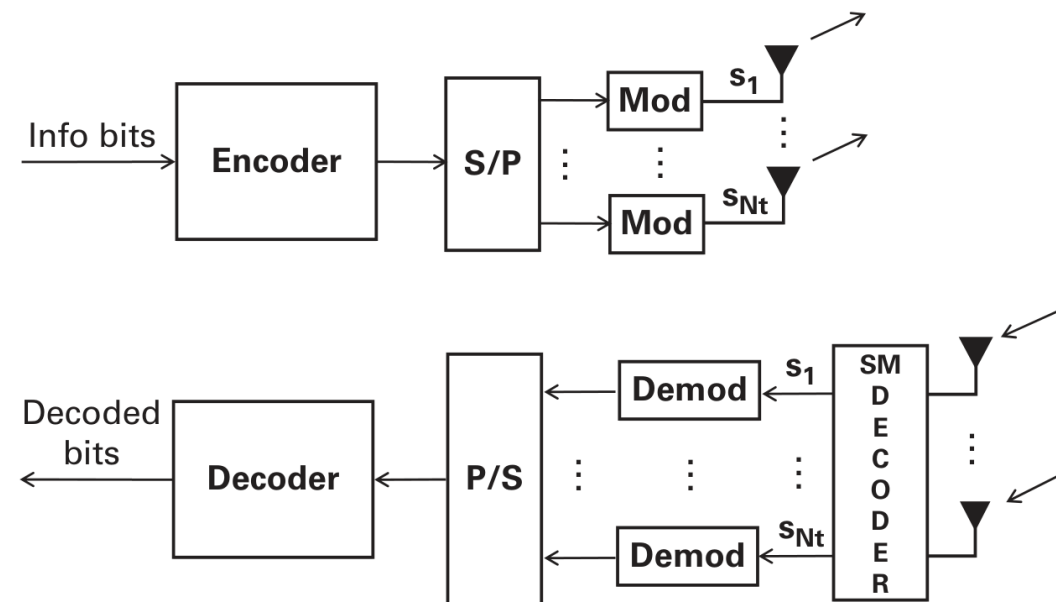 Info bits
Encoder
S/P
Mod
s1
⋮
⋮
⋮
Mod
sNt
Decoded
bits
Decoder
P/S
Demod
s1
SM
D
E
C
O
D
E
R
⋮
⋮
⋮
⋮
Demod
sNt